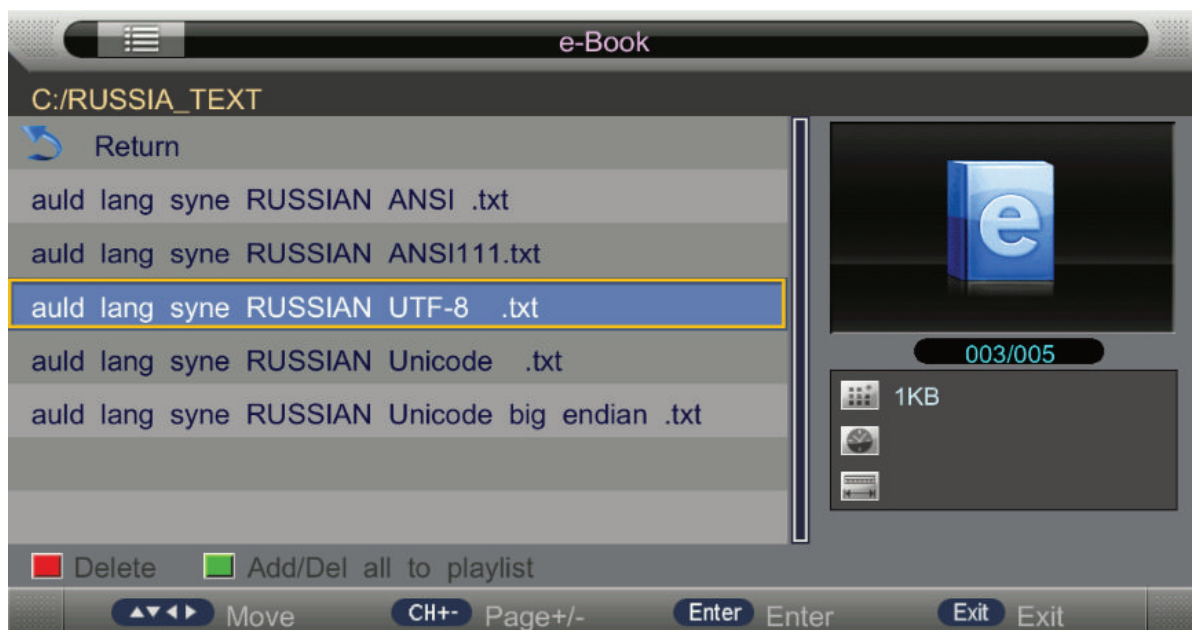 e-Book
C:/RUSSIA_TEXT
Return
auld lang syne RUSSIAN ANSI .txt
auld lang syne RUSSIAN ANSI111.txt
auld lang syne RUSSIAN UTF-8 .txt
auld lang syne RUSSIAN Unicode .txt
auld lang syne RUSSIAN Unicode big endian .txt
e
003/005
1KB
Delete Add/Del all to playlist
▲▼◀▶ Move CH+- Page+/- Enter Enter Exit Exit